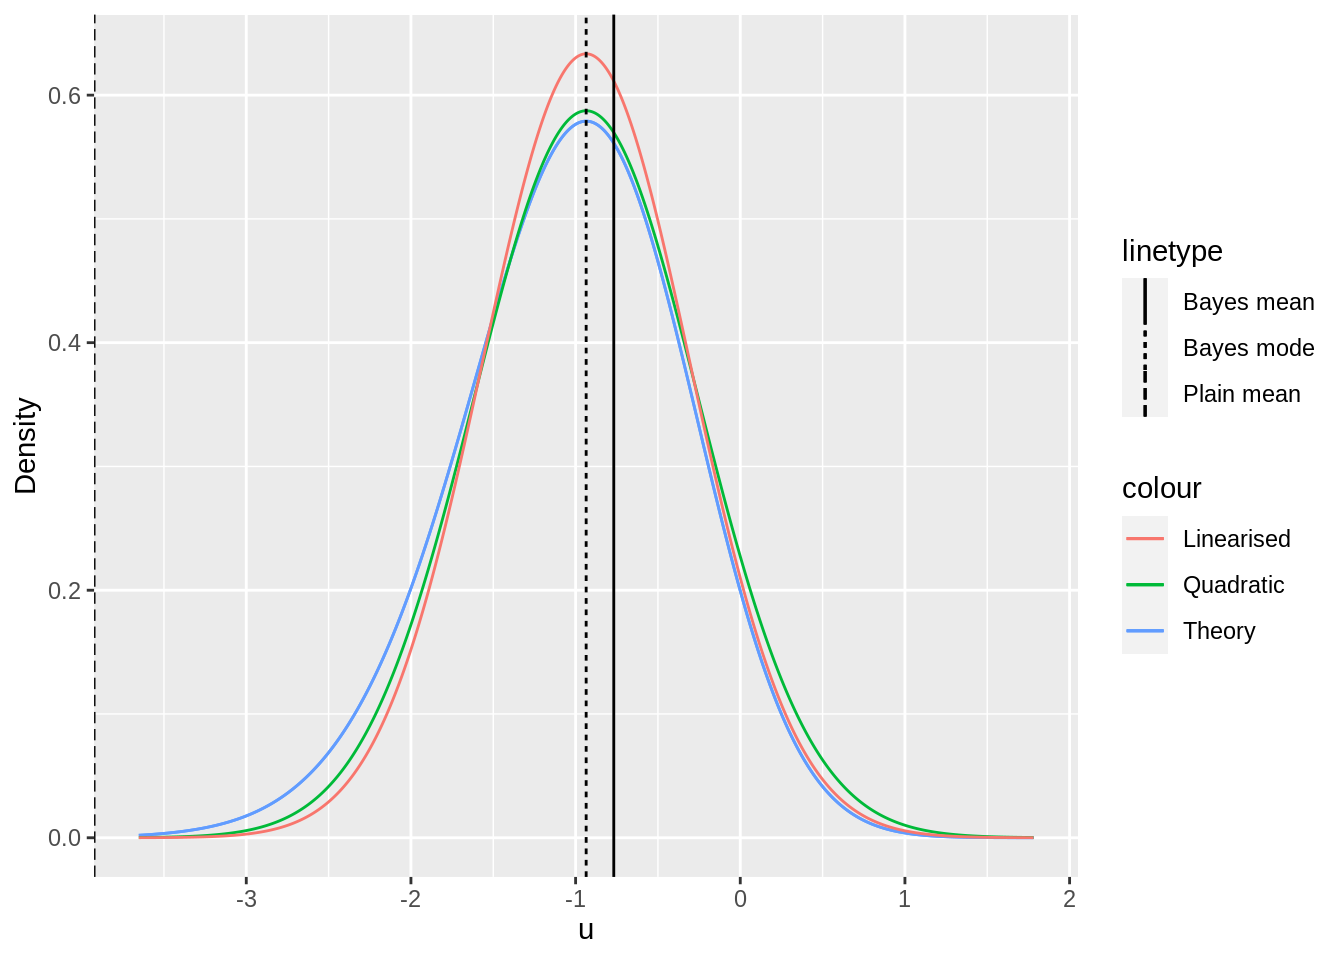 0.6
0.4
0.2
0.0
Density
-3
-2
-1
0
1
2
u
linetype
Bayes mean
Bayes mode
Plain mean
colour
Linearised
Quadratic
Theory